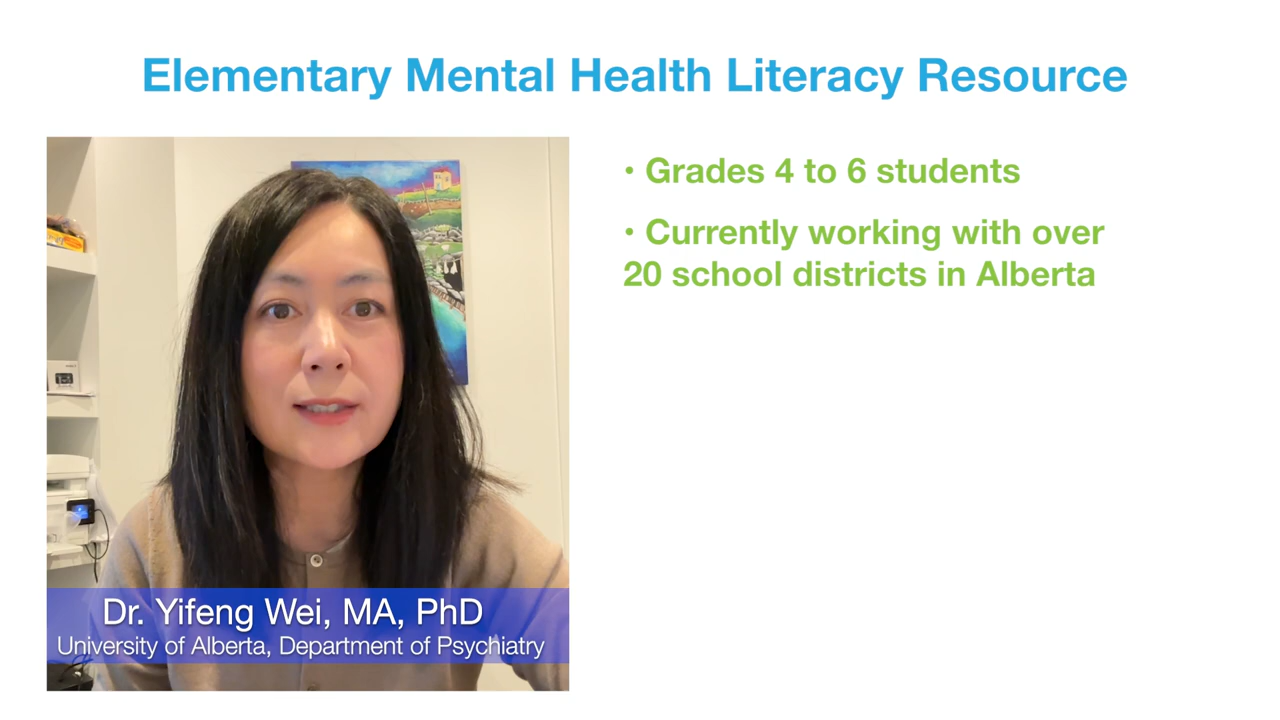 Elementary Mental Health Literacy Resource
• Grades 4 to 6 students
• Currently working with over
20 school districts in Alberta
Dr. Yifeng Wei, MA, PhD
University of Alberta, Department of Psychiatry